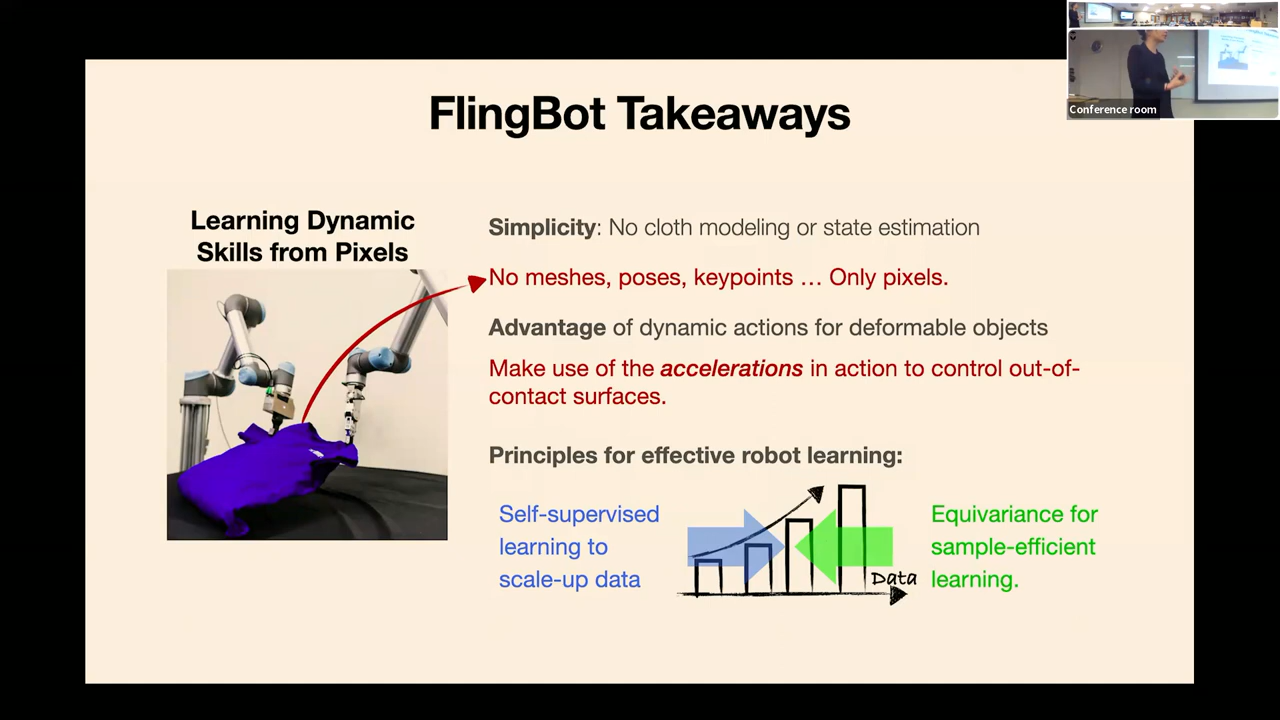 Conference room
FlingBot Takeaways
Learning Dynamic
Skills from Pixels
Simplicity: No cloth modeling or state estimation
No meshes, poses, keypoints … Only pixels.
Advantage of dynamic actions for deformable objects
Make use of the accelerations in action to control out-of-
contact surfaces.
Principles for effective robot learning:
Self-supervised
learning to
scale-up data
Data
Equivariance for
sample-efficient
learning.